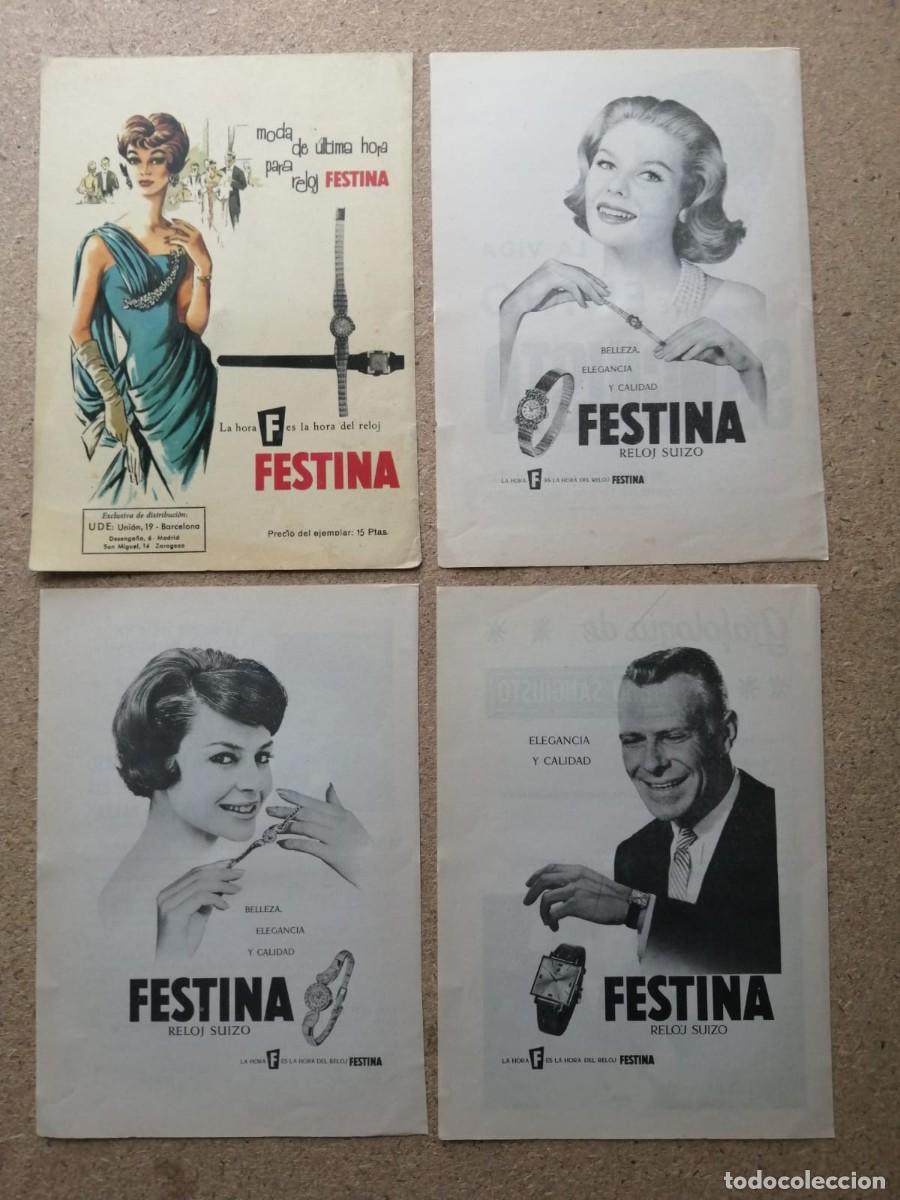 moda
de última hora
para
reloj FESTINA
La hora F es la hora del reloj
FESTINA
Exclusiva de distribución:
UDE: Unión, 19 - Barcelona
Desengaño, 6 - Madrid
San Miguel, 14 - Zaragoza
Precio del ejemplar: 15 Ptas.
BELLEZA,
ELEGANCIA
Y CALIDAD
FESTINA
RELOJ SUIZO
LA HORA F ES LA HORA DEL RELOJ FESTINA
BELLEZA,
ELEGANCIA
Y CALIDAD
FESTINA
RELOJ SUIZO
LA HORA F ES LA HORA DEL RELOJ FESTINA
Grafología de
SANGIUSTO
ELEGANCIA
Y CALIDAD
FESTINA
RELOJ SUIZO
LA HORA F ES LA HORA DEL RELOJ FESTINA
todocoleccion